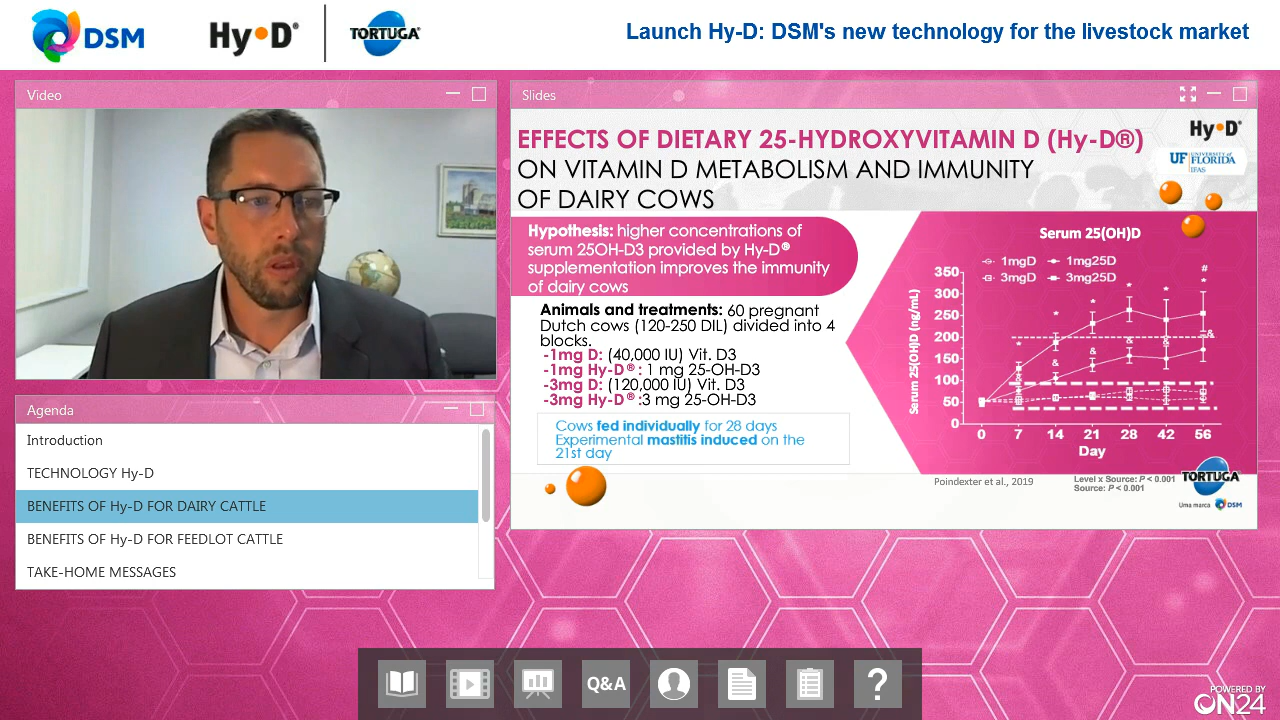 DSM
Hy•D®
TORTUGA
Launch Hy-D: DSM's new technology for the livestock market
Video
Slides
EFFECTS OF DIETARY 25-HYDROXYVITAMIN D (Hy-D®)
ON VITAMIN D METABOLISM AND IMMUNITY
OF DAIRY COWS
Hy•D®
UF UNIVERSITY of
FLORIDA
IFAS
Hypothesis: higher concentrations of
serum 25OH-D3 provided by Hy-D®
supplementation improves the immunity
of dairy cows
Animals and treatments: 60 pregnant
Dutch cows (120-250 DIL) divided into 4
blocks.
-1mg D: (40,000 IU) Vit. D3
-1mg Hy-D® : 1 mg 25-OH-D3
-3mg D: (120,000 IU) Vit. D3
-3mg Hy-D® :3 mg 25-OH-D3
Cows fed individually for 28 days
Experimental mastitis induced on the
21st day
Serum 25(OH)D
1mgD 1mg25D
3mgD 3mg25D
Serum 25(OH)D (ng/mL)
350
300
250
200
150
100
50
0
0 7 14 21 28 42 56
Day
Poindexter et al., 2019
Level x Source: P < 0.001
Source: P < 0.001
TORTUGA
Uma marca DSM
Agenda
Introduction
TECHNOLOGY Hy-D
BENEFITS OF Hy-D FOR DAIRY CATTLE
BENEFITS OF Hy-D FOR FEEDLOT CATTLE
TAKE-HOME MESSAGES
Q&A
?
POWERED BY
ON24